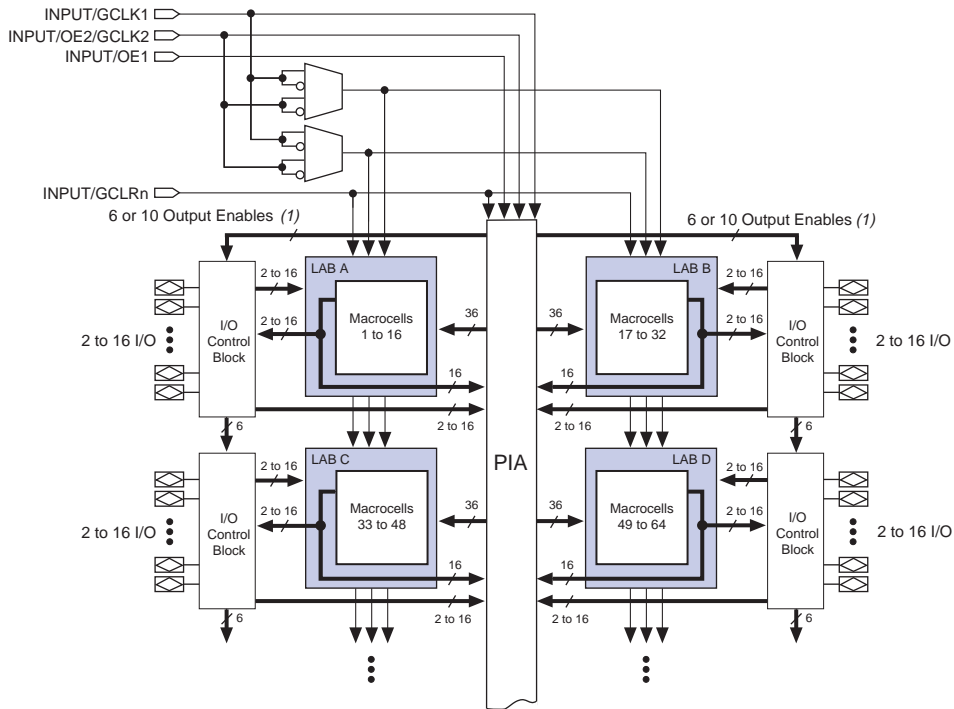 INPUT/GCLK1
INPUT/OE2/GCLK2
INPUT/OE1
INPUT/GCLRn
6 or 10 Output Enables (1)
6 or 10 Output Enables (1)
I/O
Control
Block
2 to 16 I/O
2 to 16
2 to 16
LAB A
Macrocells
1 to 16
36
16
2 to 16
6
PIA
36
16
2 to 16
LAB B
Macrocells
17 to 32
2 to 16
2 to 16
I/O
Control
Block
2 to 16 I/O
6
I/O
Control
Block
2 to 16 I/O
2 to 16
2 to 16
LAB C
Macrocells
33 to 48
36
16
2 to 16
6
36
16
2 to 16
LAB D
Macrocells
49 to 64
2 to 16
2 to 16
I/O
Control
Block
2 to 16 I/O
6